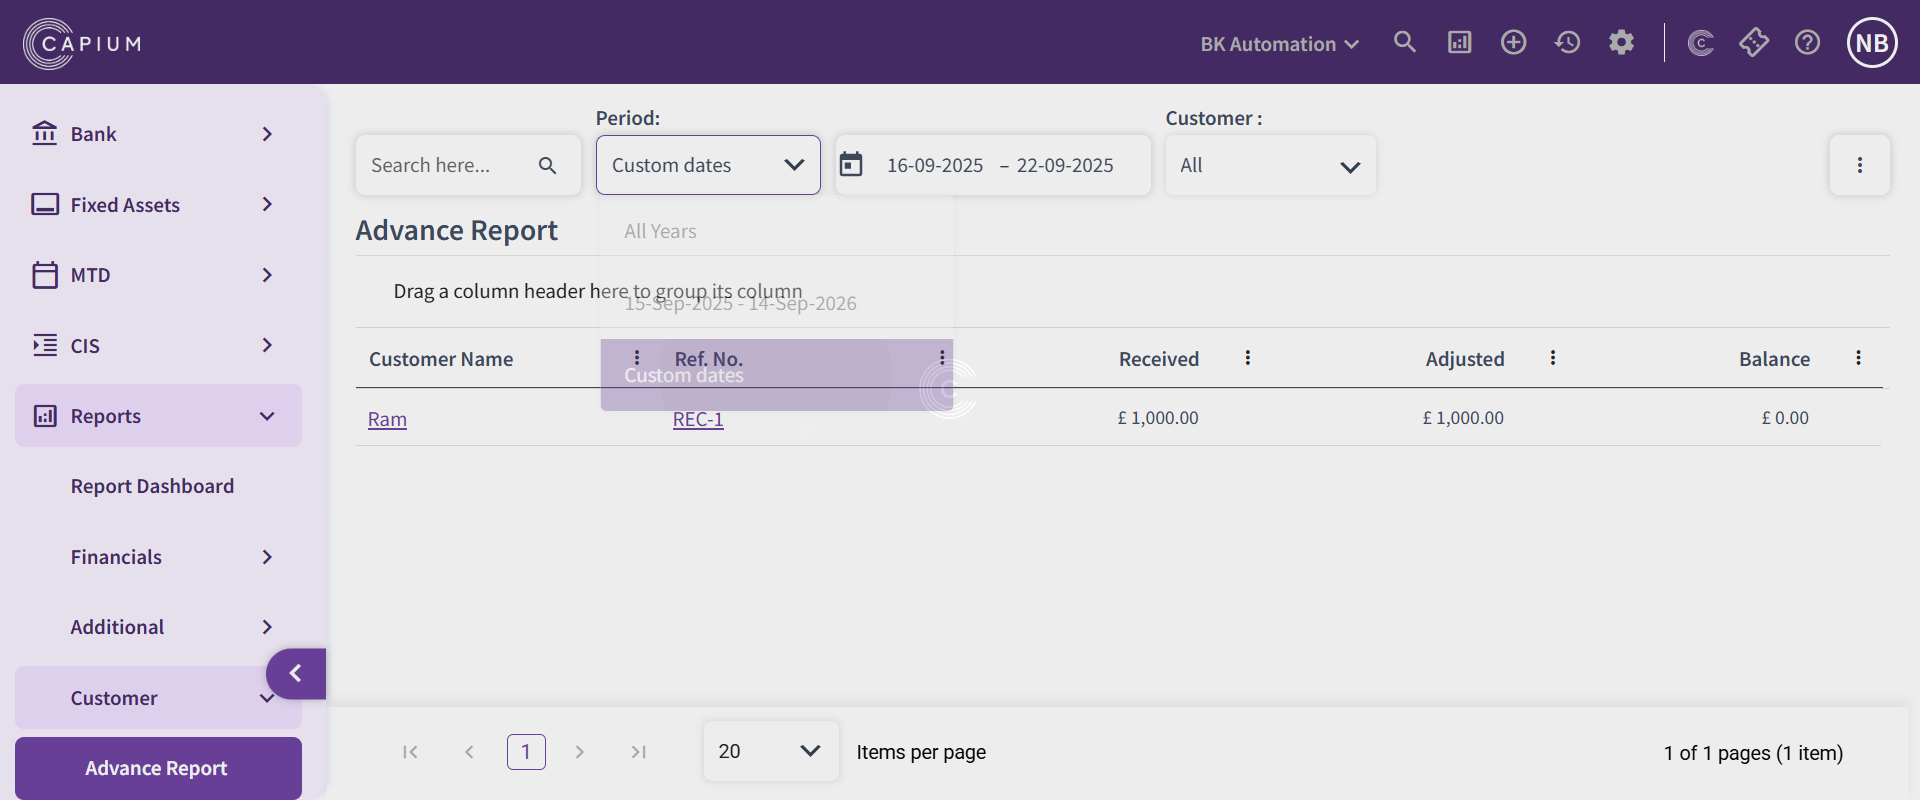 CAPIUM
BK Automation
NB
Bank
Fixed Assets
MTD
CIS
Reports
Report Dashboard
Financials
Additional
Customer
Advance Report
Period:
Customer :
Search here...
Custom dates
16-09-2025 – 22-09-2025
All
Advance Report
All Years
Drag a column header here to group its column
15-Sep-2025 - 14-Sep-2026
Customer Name Ref. No. Received Adjusted Balance
Custom dates
Ram REC-1 £ 1,000.00 £ 1,000.00 £ 0.00
1 20 Items per page 1 of 1 pages (1 item)